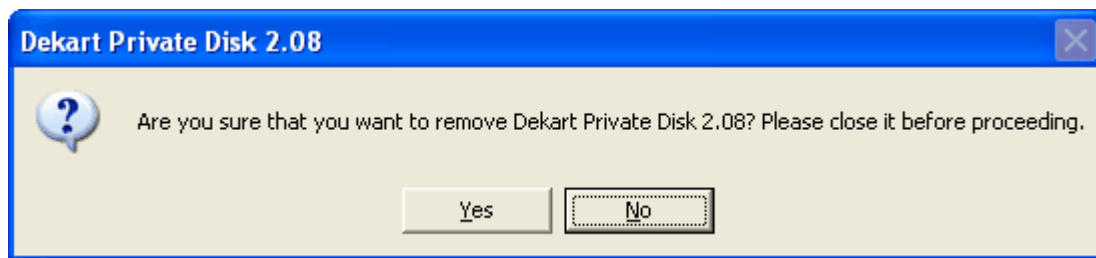 Dekart Private Disk 2.08
Are you sure that you want to remove Dekart Private Disk 2.08? Please close it before proceeding.
Yes
No